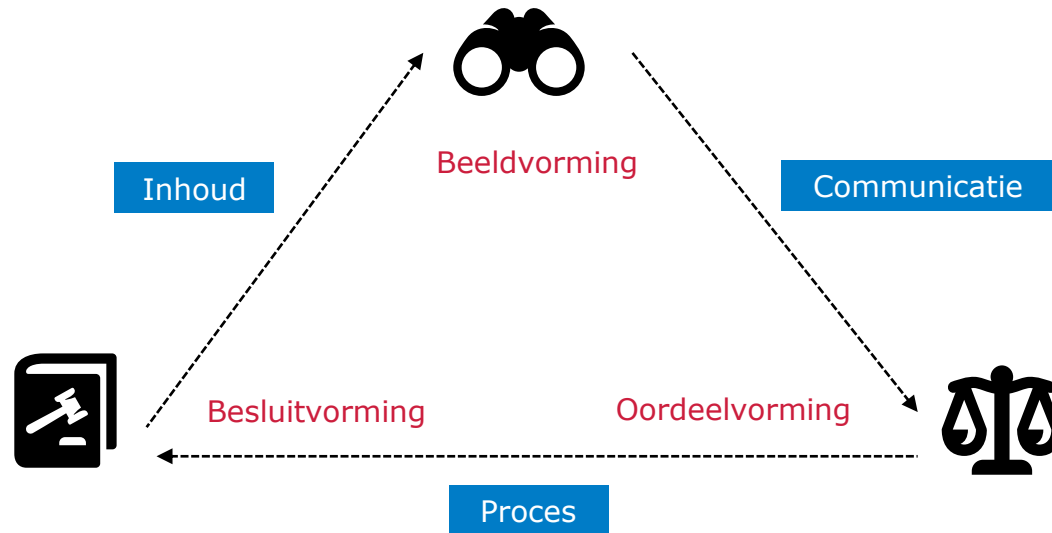 Beeldvorming
Inhoud
Communicatie
Besluitvorming
Oordeelvorming
Proces